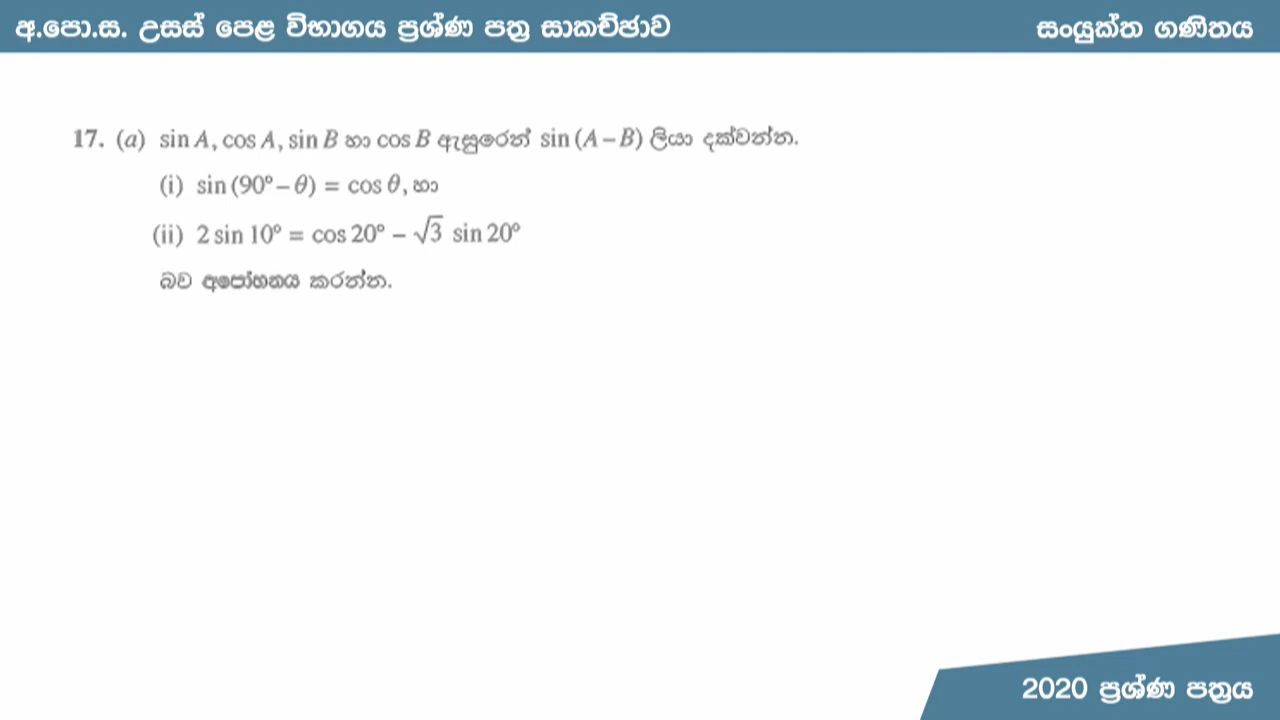 අ.පො.ස. උසස් පෙළ විභාගය ප්‍රශ්ණ පත්‍ර සාකච්ඡාව
සංයුක්ත ගණිතය
17. (a) sin A, cos A, sin B හා cos B ඇසුරෙන් sin (A – B) ලියා දක්වන්න.
(i) sin (90° – θ) = cos θ, හා
(ii) 2 sin 10° = cos 20° – √3 sin 20°
බව අපෝහනය කරන්න.
2020 ප්‍රශ්ණ පත්‍රය